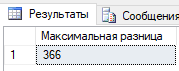 Результаты Сообщения
Максимальная разница
1 366